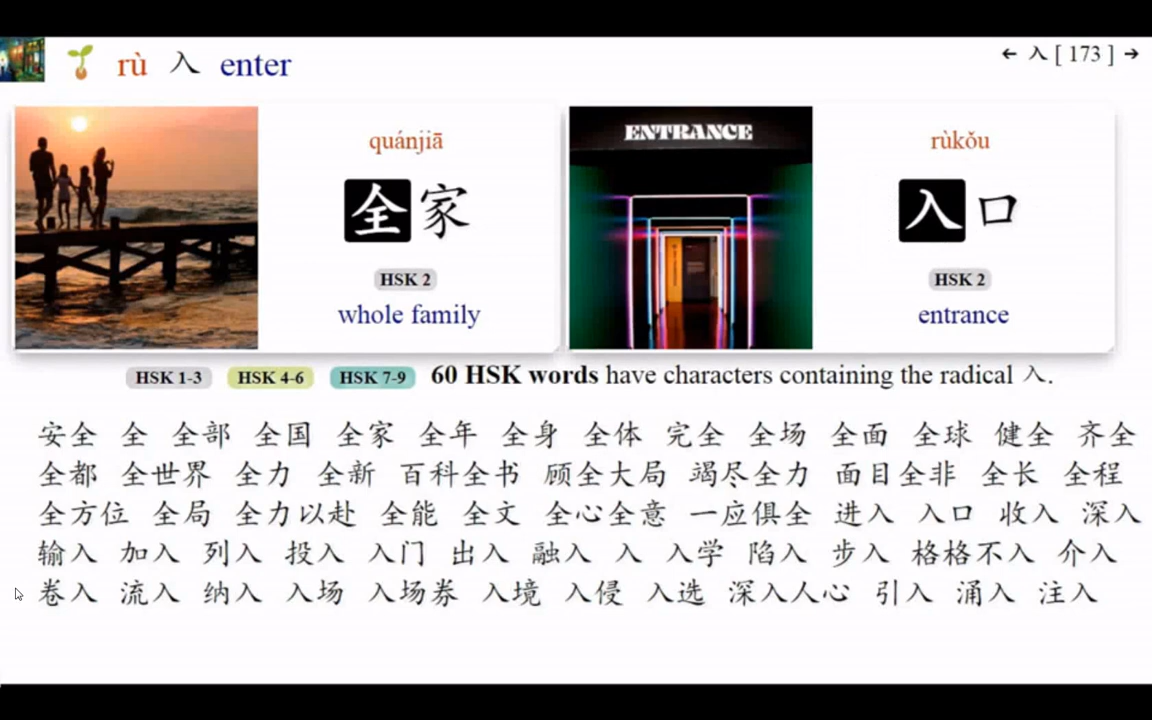 rù 入 enter
← 入 [ 173 ] →
quánjiā
全家
HSK 2
whole family
ENTRANCE
rùkǒu
入口
HSK 2
entrance
HSK 1-3 HSK 4-6 HSK 7-9 60 HSK words have characters containing the radical 入.
安全 全 全部 全国 全家 全年 全身 全体 完全 全场 全面 全球 健全 齐全
全都 全世界 全力 全新 百科全书 顾全大局 竭尽全力 面目全非 全长 全程
全方位 全局 全力以赴 全能 全文 全心全意 一应俱全 进入 入口 收入 深入
输入 加入 列入 投入 入门 出入 融入 入 入学 陷入 步入 格格不入 介入
卷入 流入 纳入 入场 入场券 入境 入侵 入选 深入人心 引入 涌入 注入